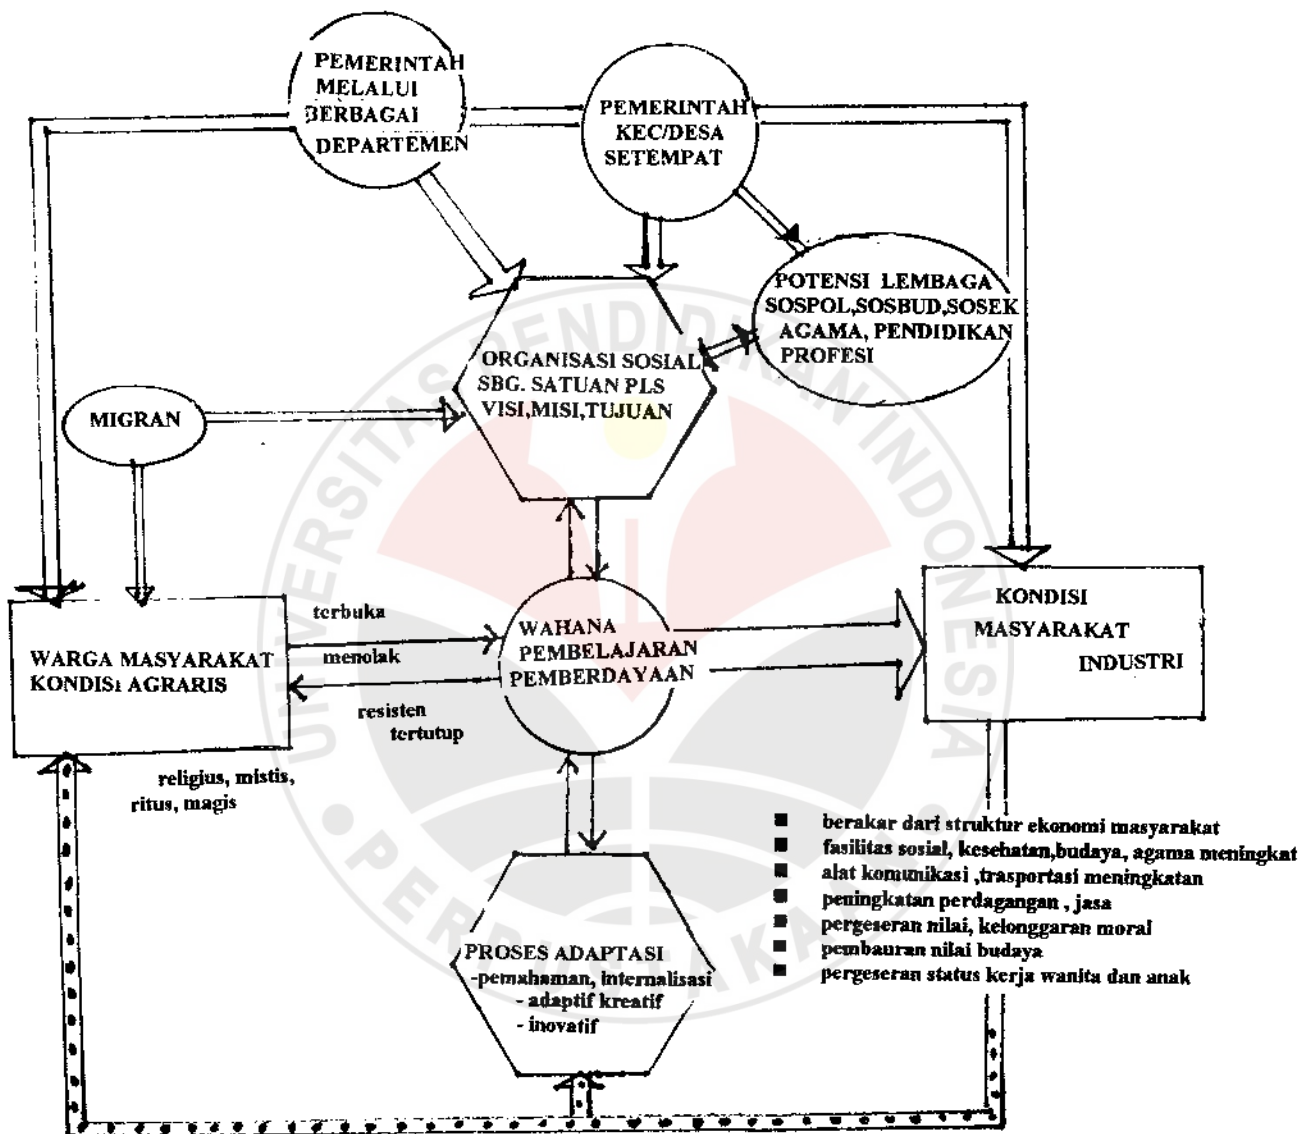 PEMERINTAH
MELALUI
BERBAGAI
DEPARTEMEN
PEMERINTAH
KEC/DESA
SETEMPAT
POTENSI LEMBAGA
SOSPOL,SOSBUD,SOSEK
AGAMA, PENDIDIKAN
PROFESI
ORGANISASI SOSIAL
SBG. SATUAN PLS
VISI,MISI,TUJUAN
MIGRAN
WARGA MASYARAKAT
KONDISI AGRARIS
terbuka
menolak
resisten
tertutup
religius, mistis,
ritus, magis
WAHANA
PEMBELAJARAN
PEMBERDAYAAN
KONDISI
MASYARAKAT
INDUSTRI
PROSES ADAPTASI
-pemahaman, internalisasi
- adaptif kreatif
- inovatif
■ berakar dari struktur ekonomi masyarakat
■ fasilitas sosial, kesehatan,budaya, agama meningkat
■ alat komunikasi ,trasportasi meningkatan
■ peningkatan perdagangan , jasa
■ pergeseran nilai, kelonggaran moral
■ pembauran nilai budaya
■ pergeseran status kerja wanita dan anak
UNIVERSITAS PENDIDIKAN INDONESIA
PERPUSTAKAAN